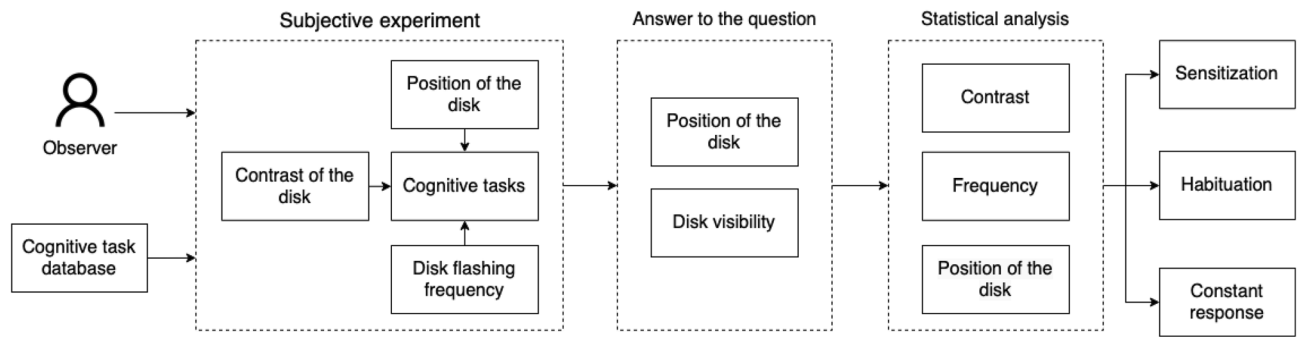 Subjective experiment
Answer to the question
Statistical analysis
Observer
Cognitive task
database
Position of the
disk
Contrast of the
disk
Cognitive tasks
Disk flashing
frequency
Position of the
disk
Disk visibility
Contrast
Frequency
Position of the
disk
Sensitization
Habituation
Constant
response